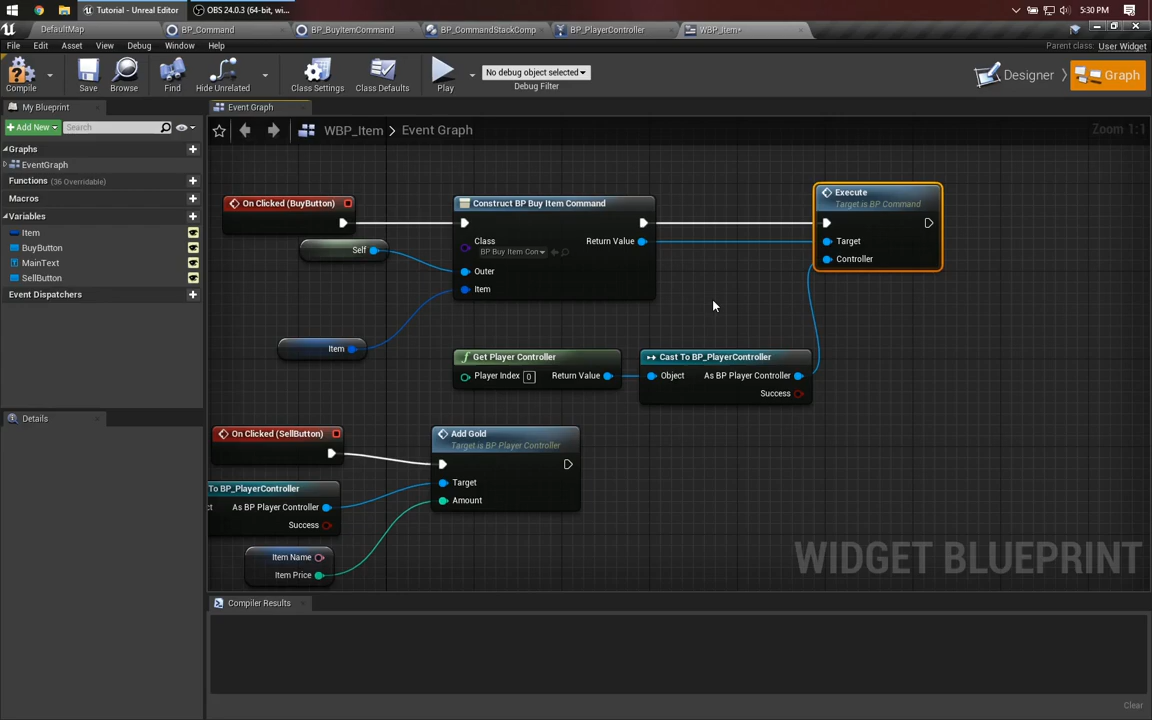 Tutorial - Unreal Editor
OBS 24.0.3 (64-bit, wi...
5:30 PM
DefaultMap
BP_Command
BP_BuyItemCommand
BP_CommandStackComp
BP_PlayerController
WBP_Item*
File Edit Asset View Debug Window Help
Parent class: User Widget
Compile
Save
Browse
Find
Hide Unrelated
Class Settings
Class Defaults
Play
No debug object selected
Debug Filter
Designer
Graph
My Blueprint
Event Graph
Add New
Search
WBP_Item > Event Graph
Zoom 1:1
Graphs
EventGraph
Functions (36 Overridable)
Macros
Variables
Item
BuyButton
MainText
SellButton
Event Dispatchers
Details
On Clicked (BuyButton)
Self
Item
Construct BP Buy Item Command
Class
BP Buy Item Con
Return Value
Outer
Item
Execute
Target is BP Command
Target
Controller
Get Player Controller
Player Index 0
Return Value
Cast To BP_PlayerController
Object
As BP Player Controller
Success
On Clicked (SellButton)
Add Gold
Target is BP Player Controller
Target
Amount
To BP_PlayerController
ct
As BP Player Controller
Success
Item Name
Item Price
WIDGET BLUEPRINT
Compiler Results
Clear